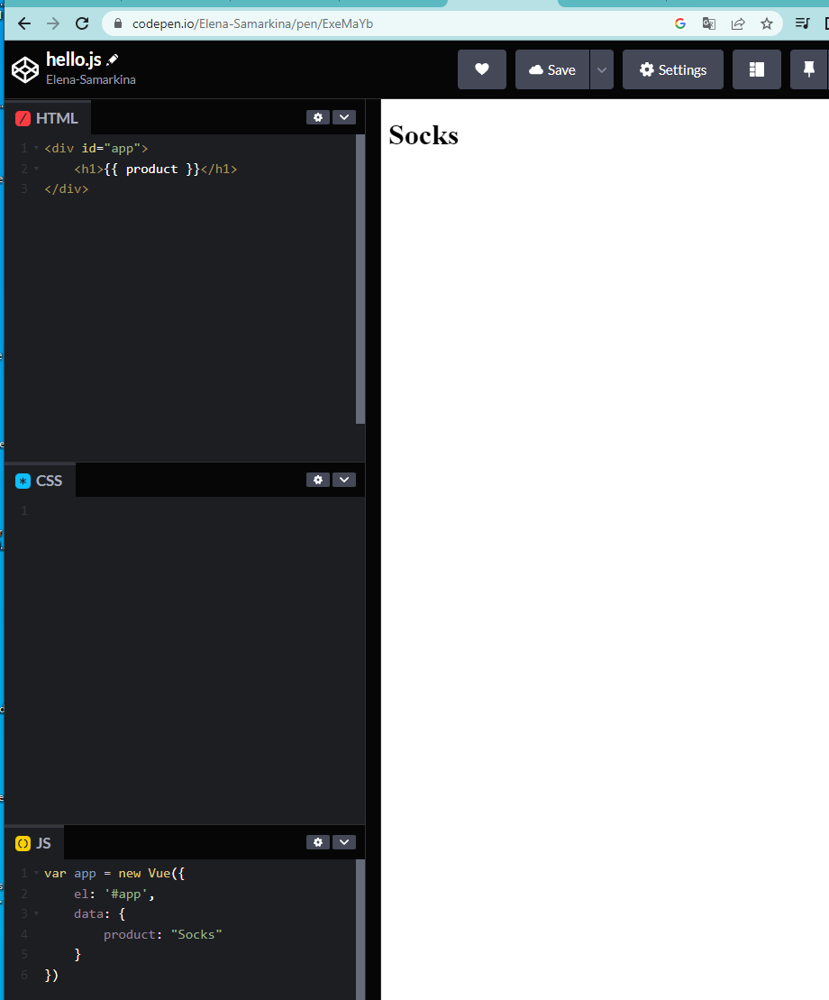 codepen.io/Elena-Samarkina/pen/ExeMaYb
hello.js
Elena-Samarkina
Save
Settings
HTML
1 <div id="app">
2 <h1>{{ product }}</h1>
3 </div>
Socks
CSS
1
JS
1 var app = new Vue({
2 el: '#app',
3 data: {
4 product: "Socks"
5 }
6 })